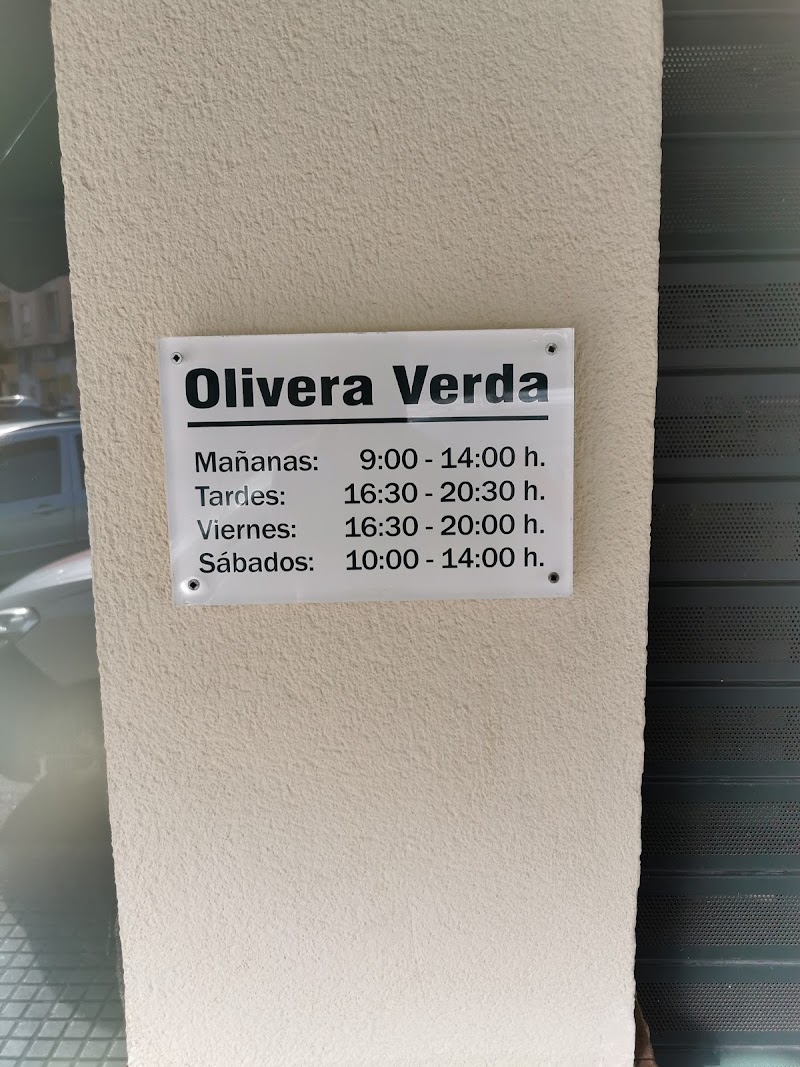 Olivera Verda
Mañanas: 9:00 - 14:00 h.
Tardes: 16:30 - 20:30 h.
Viernes: 16:30 - 20:00 h.
Sábados: 10:00 - 14:00 h.